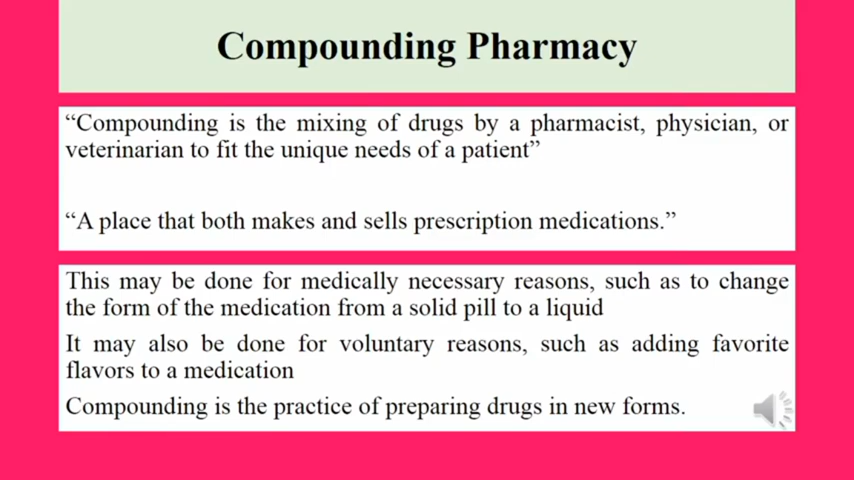 Compounding Pharmacy
“Compounding is the mixing of drugs by a pharmacist, physician, or
veterinarian to fit the unique needs of a patient”
“A place that both makes and sells prescription medications.”
This may be done for medically necessary reasons, such as to change
the form of the medication from a solid pill to a liquid
It may also be done for voluntary reasons, such as adding favorite
flavors to a medication
Compounding is the practice of preparing drugs in new forms.